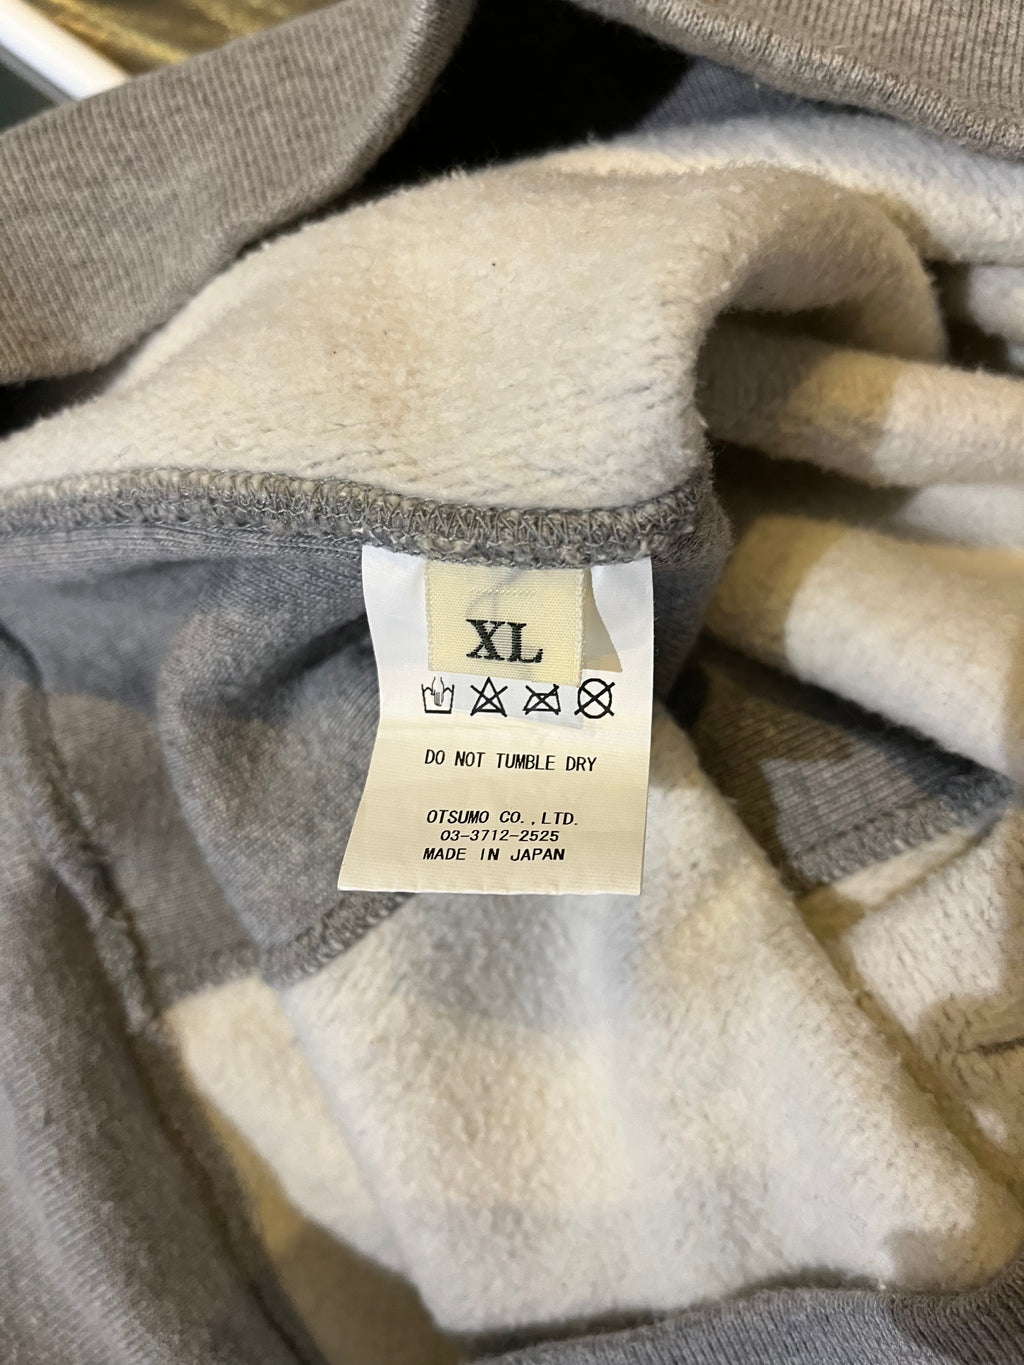 XL
DO NOT TUMBLE DRY
OTSUMO CO.,LTD.
03-3712-2525
MADE IN JAPAN